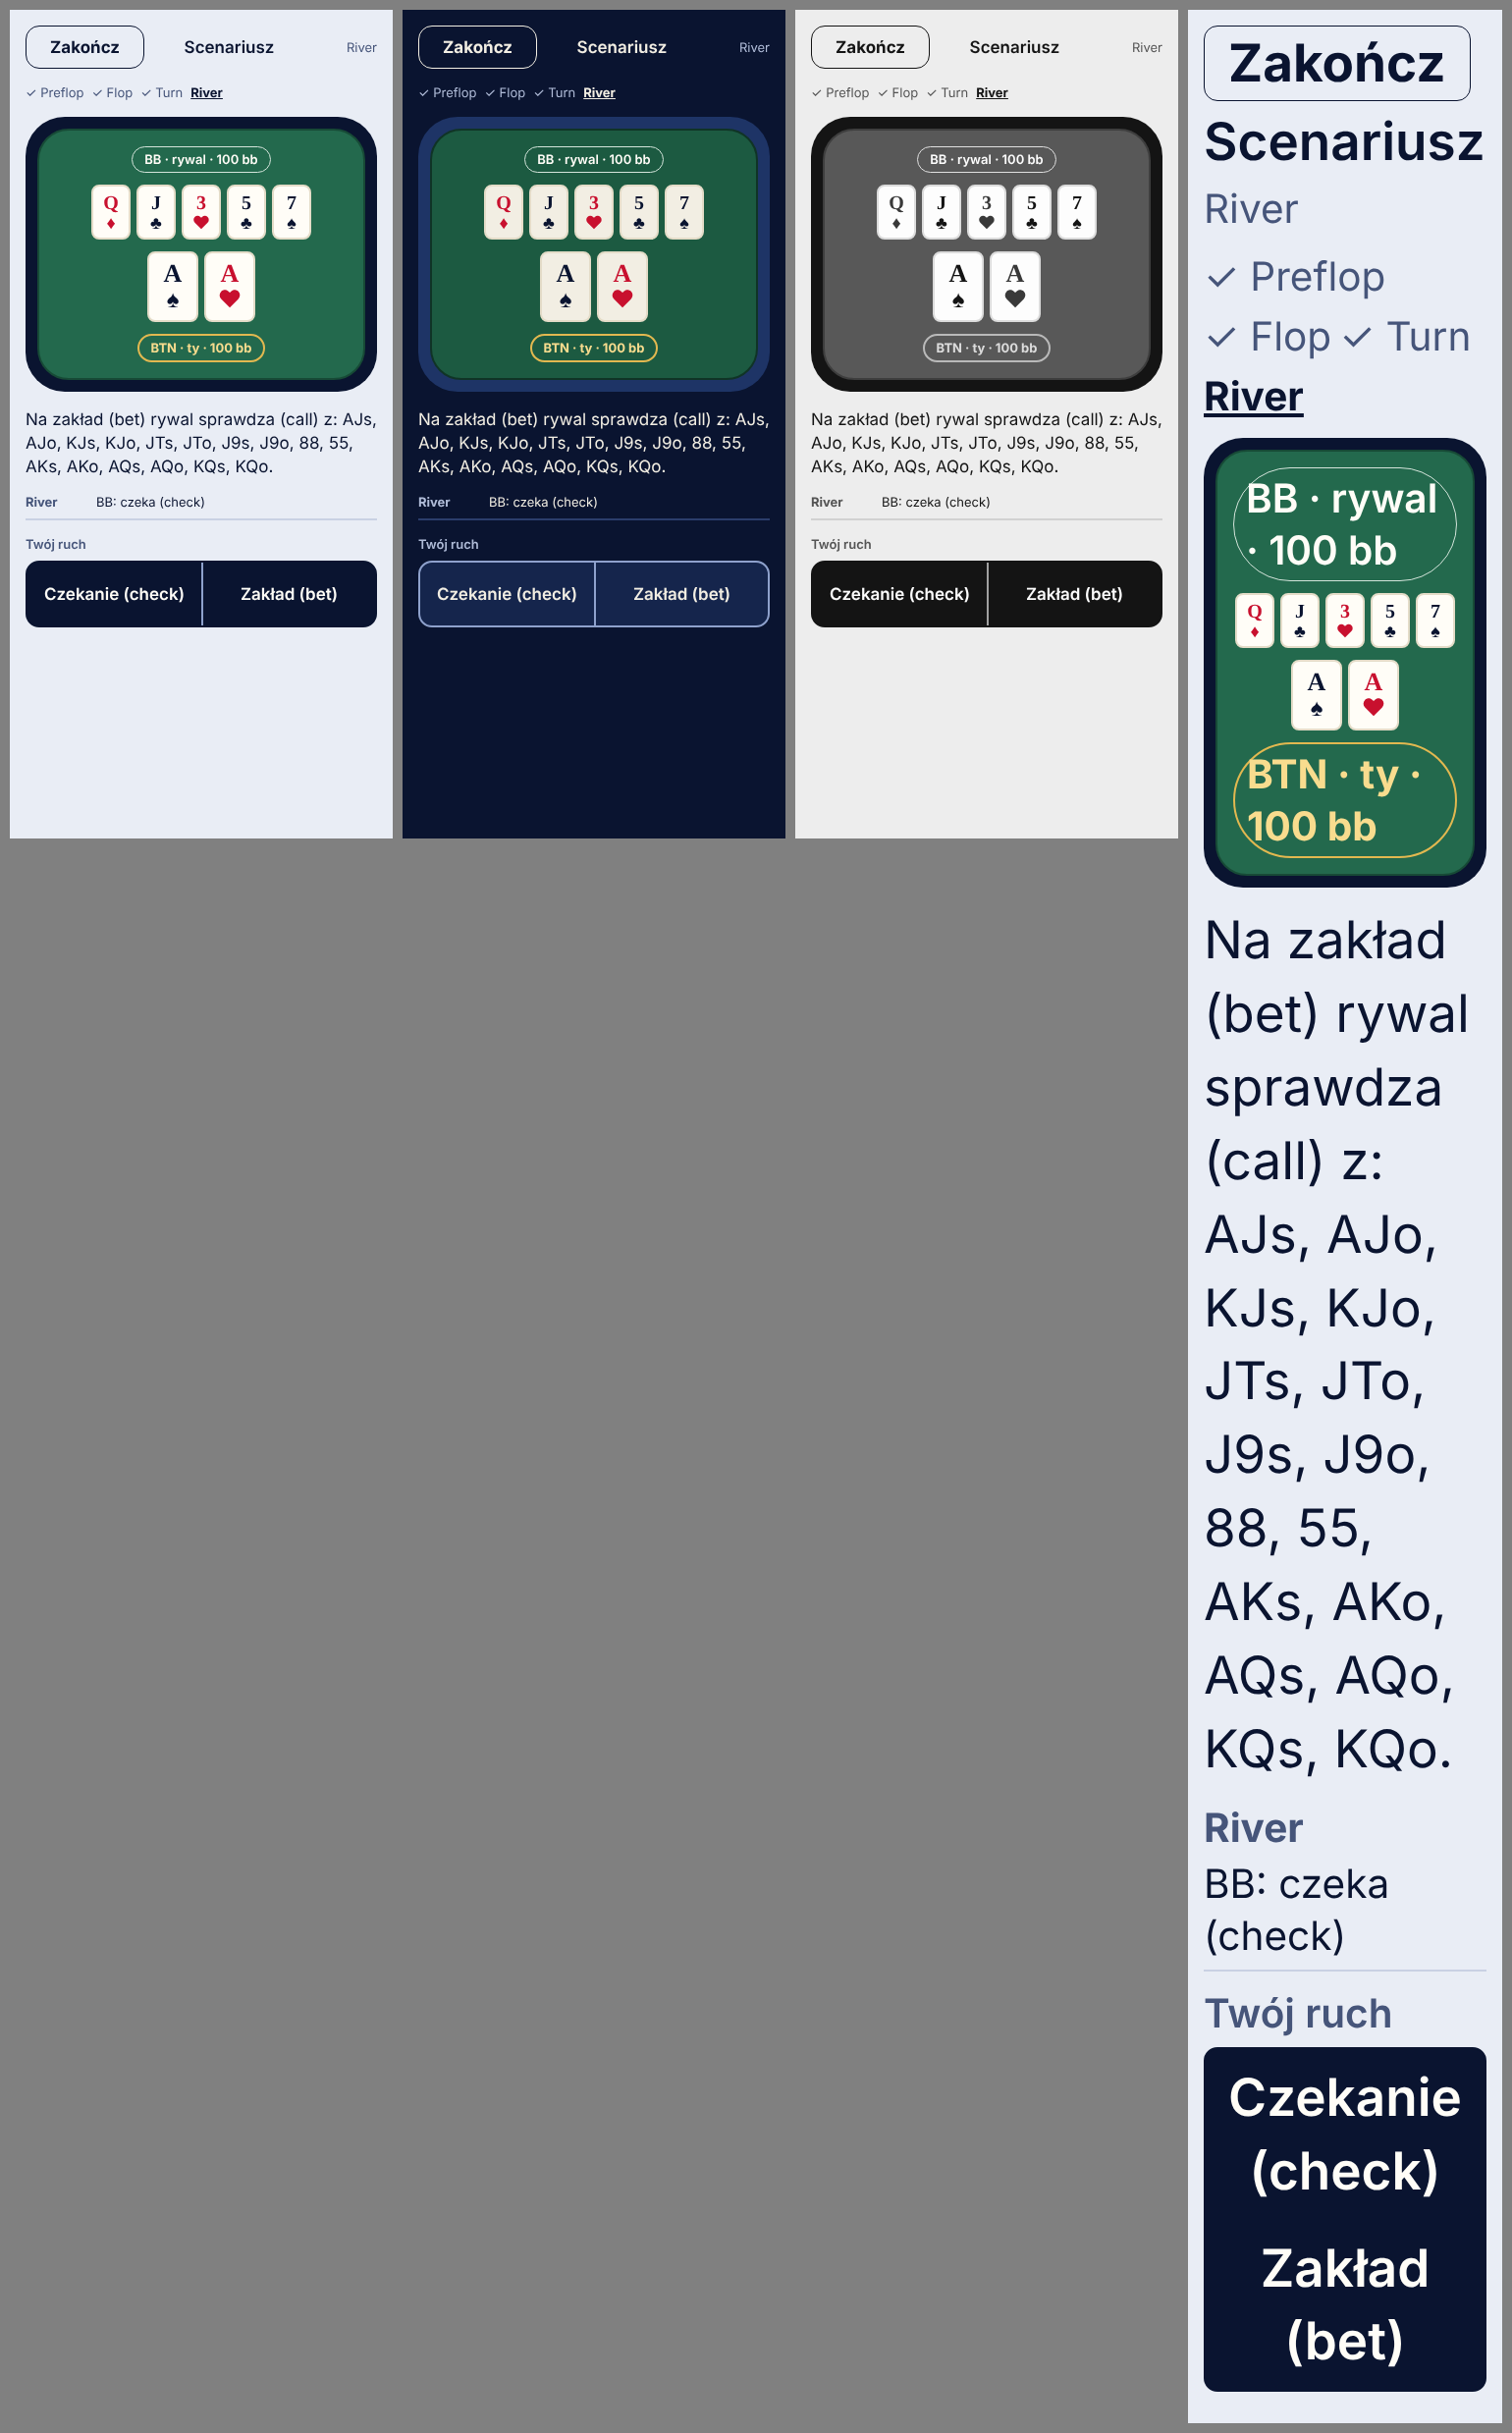 Zakończ Scenariusz River
✓ Preflop ✓ Flop ✓ Turn River
BB · rywal · 100 bb
Q♦ J♣ 3♥ 5♣ 7♠
A♠ A♥
BTN · ty · 100 bb
Na zakład (bet) rywal sprawdza (call) z: AJs,
AJo, KJs, KJo, JTs, JTo, J9s, J9o, 88, 55,
AKs, AKo, AQs, AQo, KQs, KQo.
River BB: czeka (check)
Twój ruch
Czekanie (check) Zakład (bet)
Zakończ Scenariusz River
✓ Preflop ✓ Flop ✓ Turn River
BB · rywal · 100 bb
Q♦ J♣ 3♥ 5♣ 7♠
A♠ A♥
BTN · ty · 100 bb
Na zakład (bet) rywal sprawdza (call) z: AJs,
AJo, KJs, KJo, JTs, JTo, J9s, J9o, 88, 55,
AKs, AKo, AQs, AQo, KQs, KQo.
River BB: czeka (check)
Twój ruch
Czekanie (check) Zakład (bet)
Zakończ Scenariusz River
✓ Preflop ✓ Flop ✓ Turn River
BB · rywal · 100 bb
Q♦ J♣ 3♥ 5♣ 7♠
A♠ A♥
BTN · ty · 100 bb
Na zakład (bet) rywal sprawdza (call) z: AJs,
AJo, KJs, KJo, JTs, JTo, J9s, J9o, 88, 55,
AKs, AKo, AQs, AQo, KQs, KQo.
River BB: czeka (check)
Twój ruch
Czekanie (check) Zakład (bet)
Zakończ
Scenariusz
River
✓ Preflop
✓ Flop ✓ Turn
River
BB · rywal
· 100 bb
Q♦ J♣ 3♥ 5♣ 7♠
A♠ A♥
BTN · ty ·
100 bb
Na zakład
(bet) rywal
sprawdza
(call) z:
AJs, AJo,
KJs, KJo,
JTs, JTo,
J9s, J9o,
88, 55,
AKs, AKo,
AQs, AQo,
KQs, KQo.
River
BB: czeka
(check)
Twój ruch
Czekanie
(check)
Zakład
(bet)